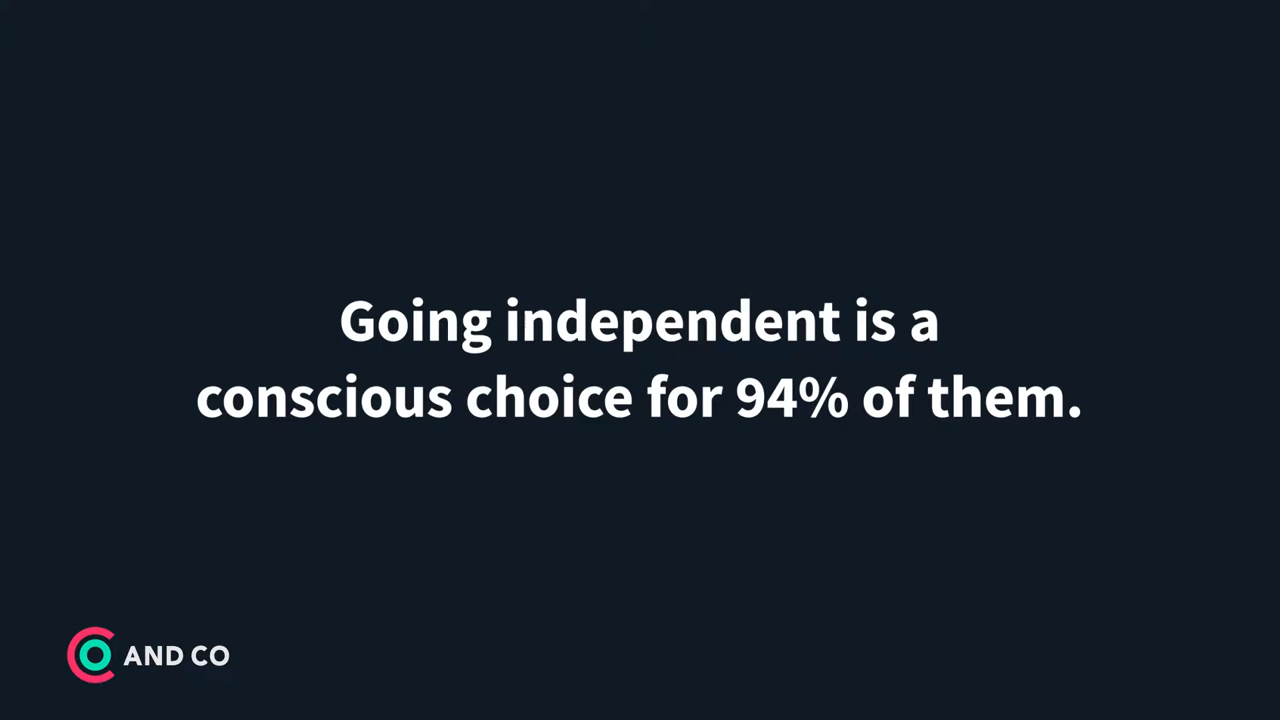 Going independent is a
conscious choice for 94% of them.
AND CO